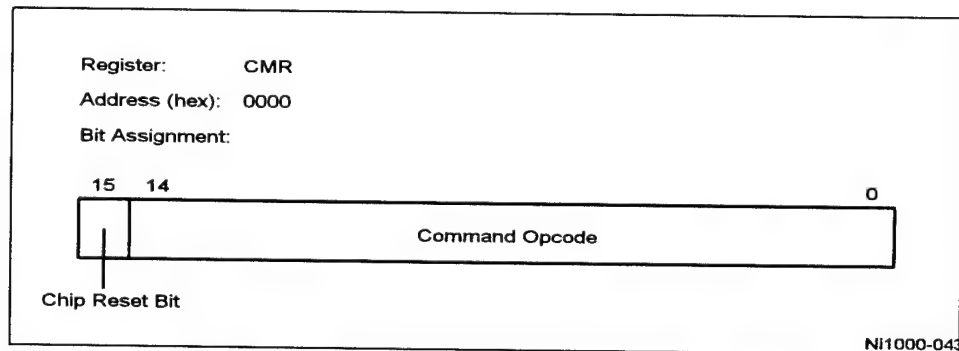 Register: CMR
Address (hex): 0000
Bit Assignment:
15 14 0
Command Opcode
Chip Reset Bit
Ni1000-043